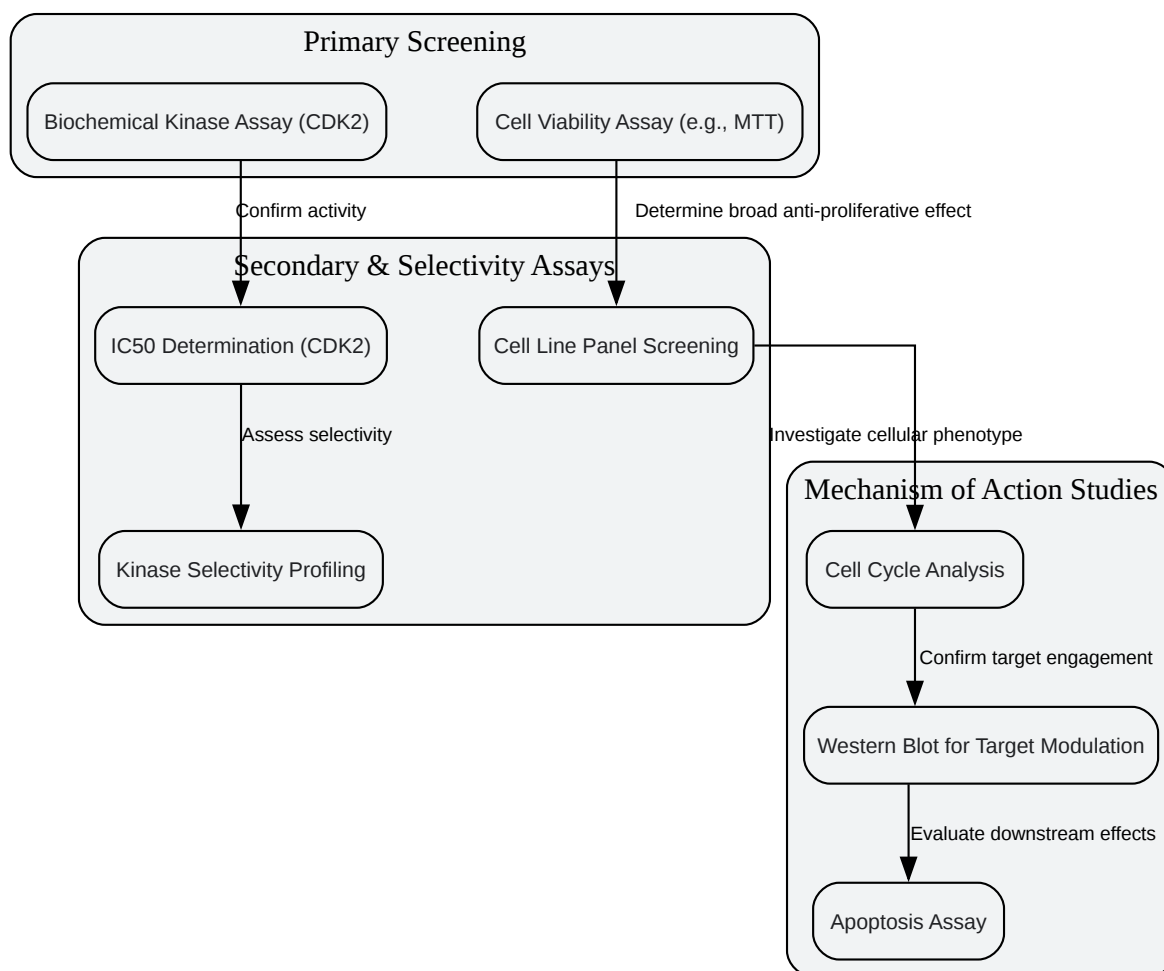 Primary Screening
Biochemical Kinase Assay (CDK2)
Cell Viability Assay (e.g., MTT)
Confirm activity
Determine broad anti-proliferative effect
Secondary & Selectivity Assays
IC50 Determination (CDK2)
Cell Line Panel Screening
Assess selectivity
Investigate cellular phenotype
Mechanism of Action Studies
Kinase Selectivity Profiling
Cell Cycle Analysis
Confirm target engagement
Western Blot for Target Modulation
Evaluate downstream effects
Apoptosis Assay